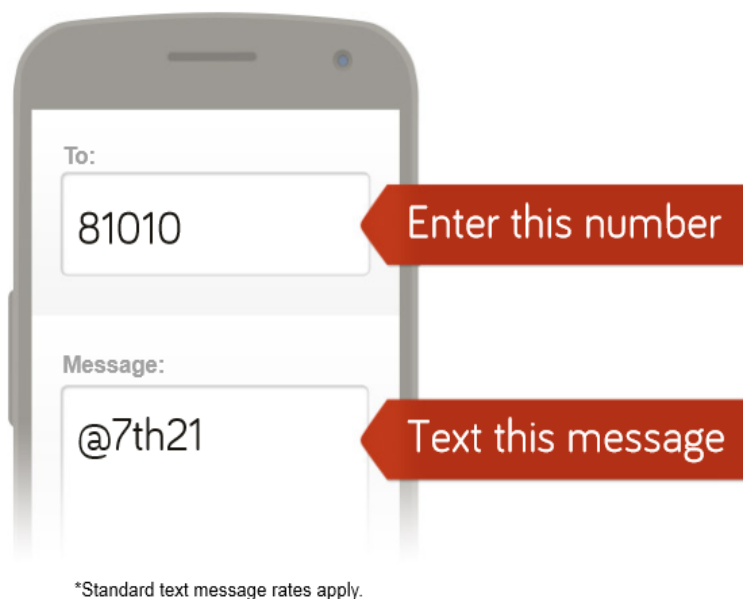 To:
81010
Enter this number
Message:
@7th21
Text this message
*Standard text message rates apply.